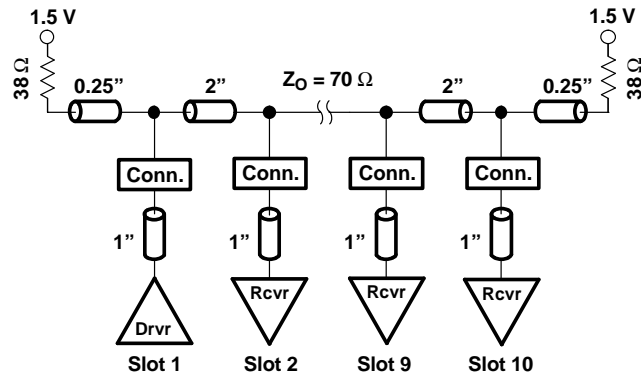 1.5 V
1.5 V
38 Ω
0.25”
2”
Z_O = 70 Ω
2”
0.25”
38 Ω
Conn.
Conn.
Conn.
Conn.
1”
1”
1”
1”
Drvr
Rcvr
Rcvr
Rcvr
Slot 1
Slot 2
Slot 9
Slot 10